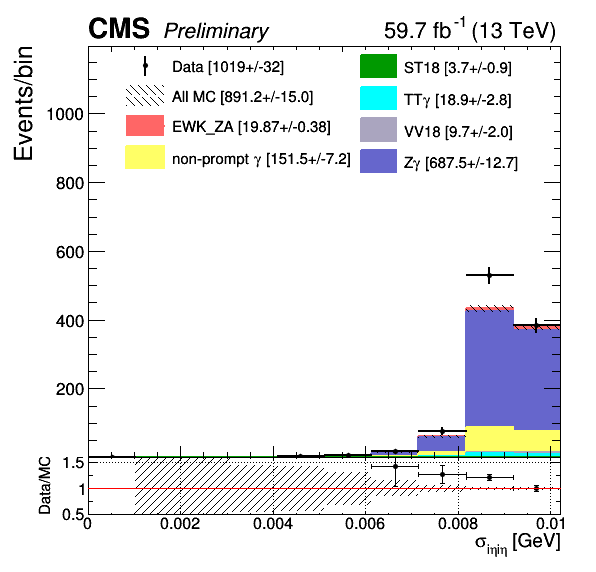 CMS Preliminary 59.7 fb⁻¹ (13 TeV)
Data [1019+/-32]
All MC [891.2+/-15.0]
EWK_ZA [19.87+/-0.38]
non-prompt γ [151.5+/-7.2]
ST18 [3.7+/-0.9]
TTγ [18.9+/-2.8]
VV18 [9.7+/-2.0]
Zγ [687.5+/-12.7]
Events/bin
1000
800
600
400
200
Data/MC
1.5
1
0.5
0 0.002 0.004 0.006 0.008 0.01
σiηiη [GeV]